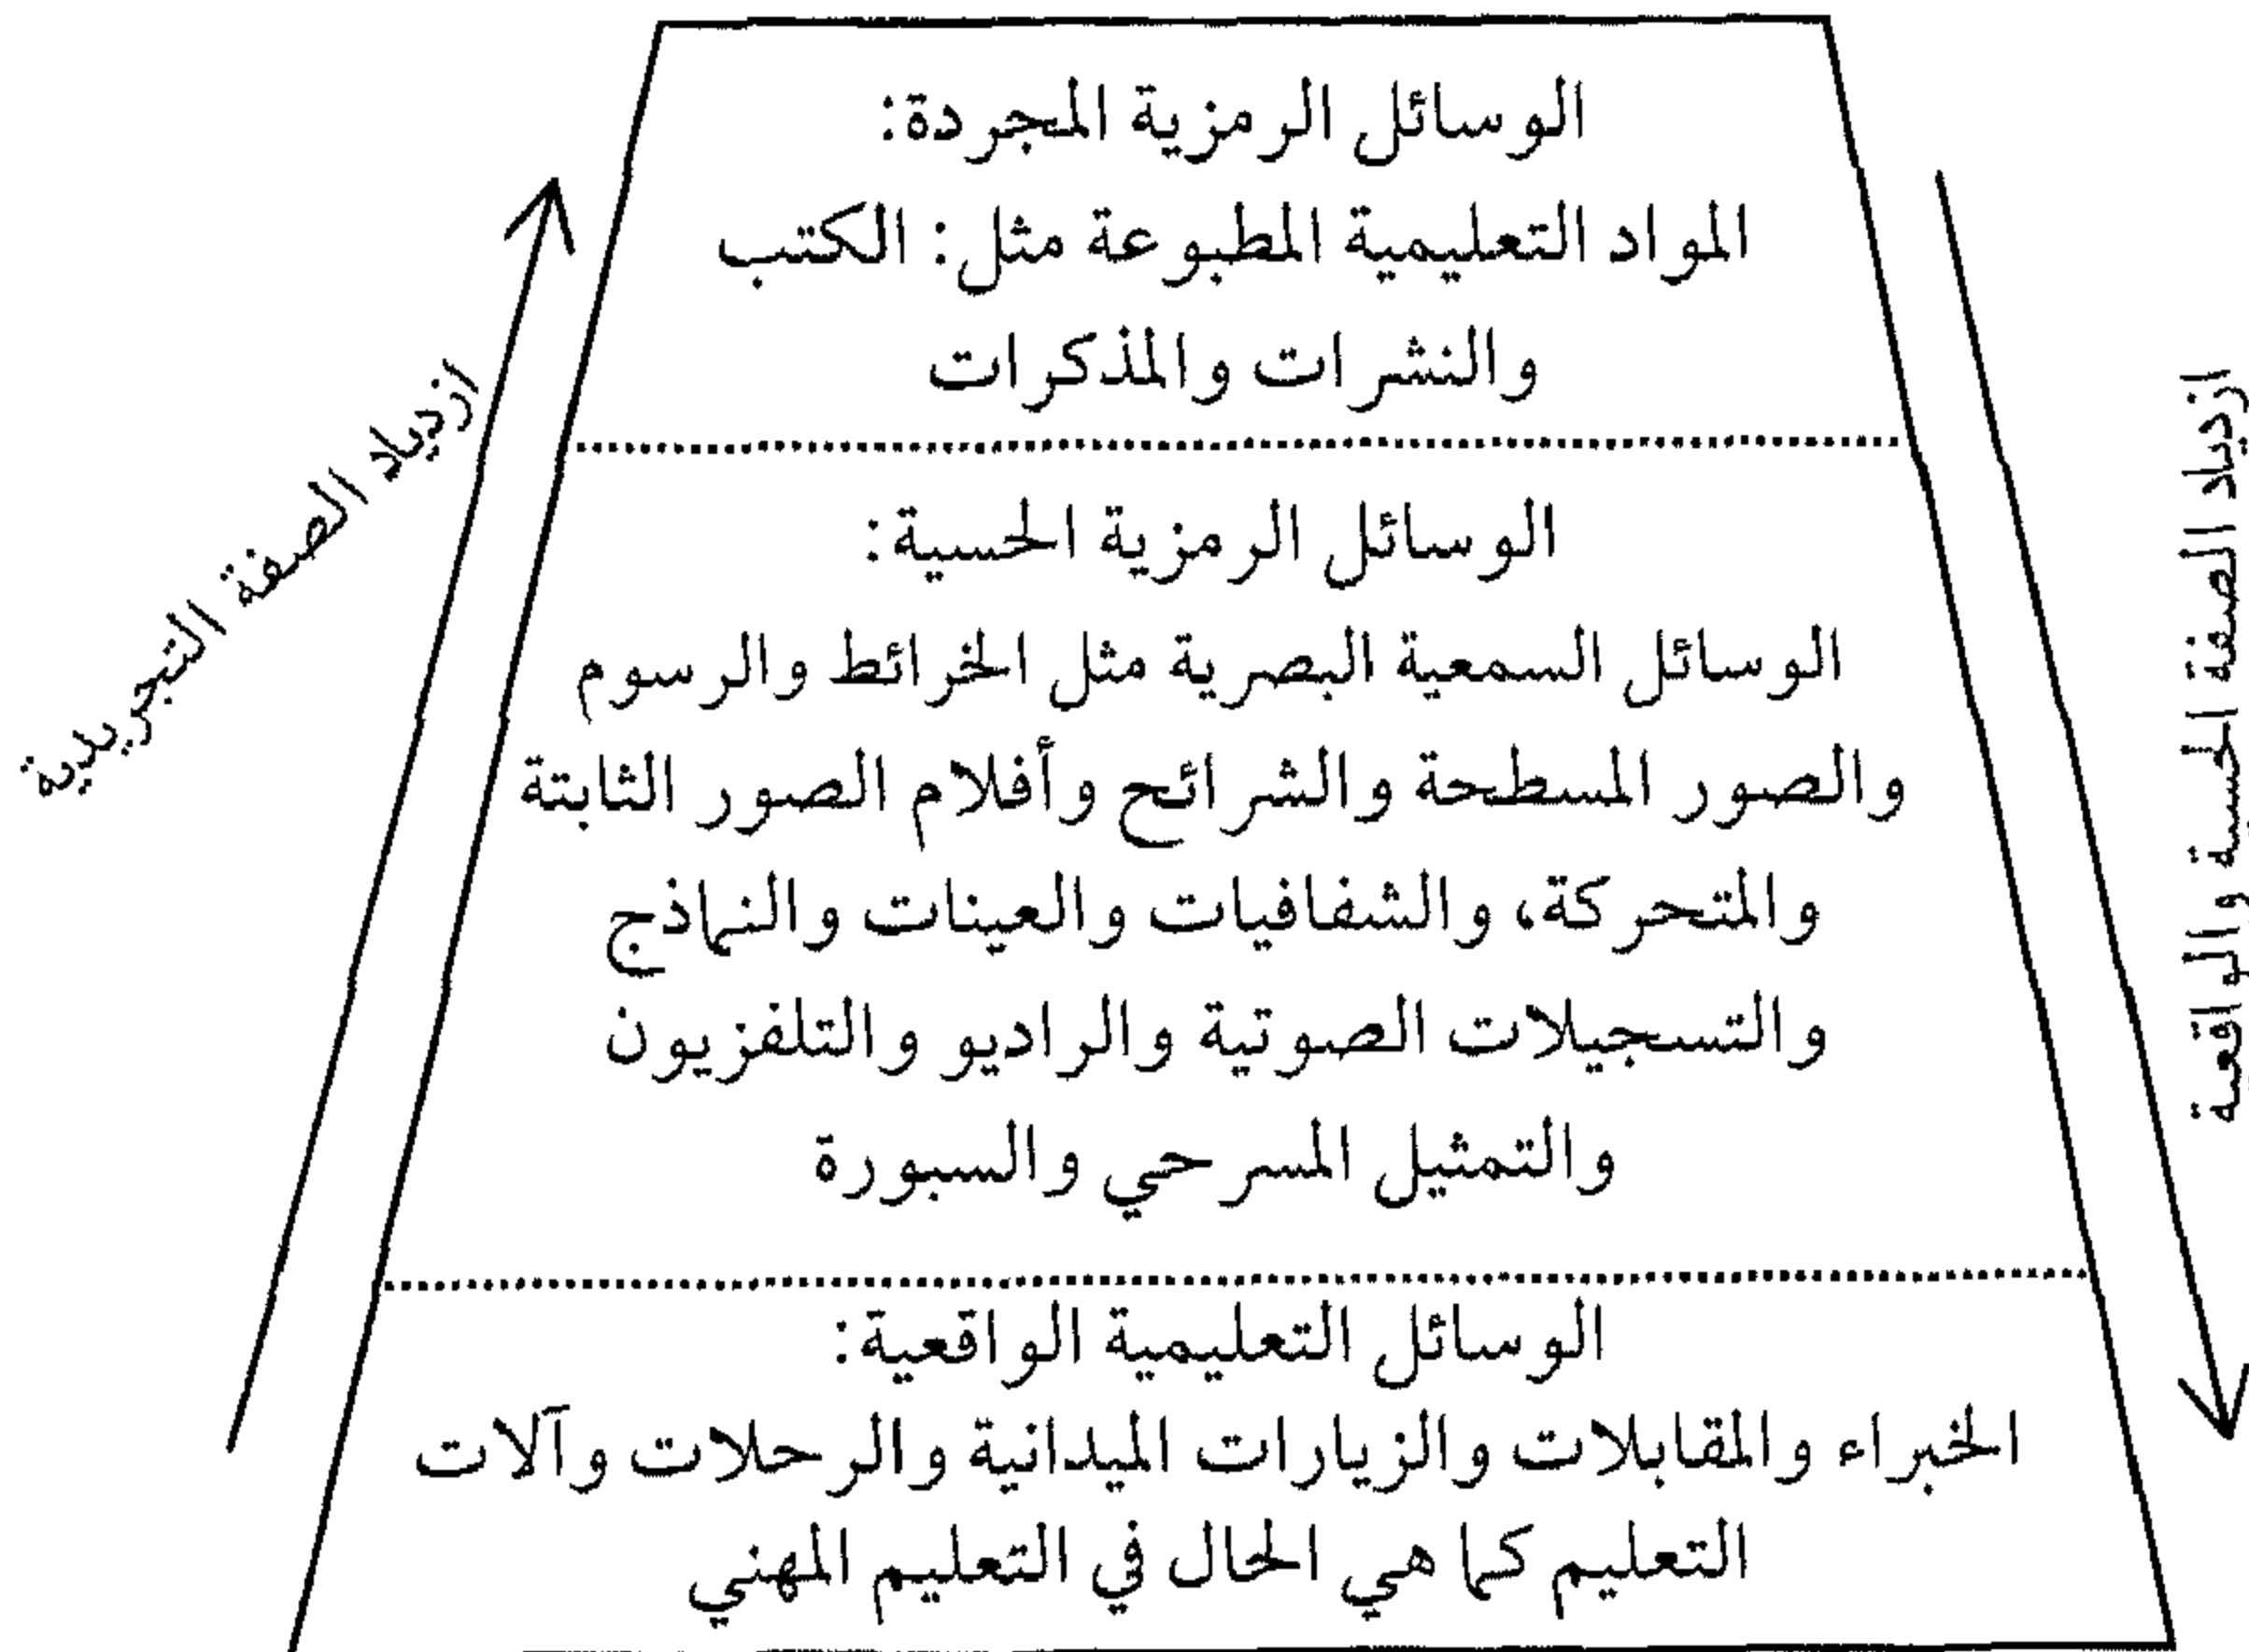 الوسائل الرمزية المجردة:
المواد التعليمية المطبوعة مثل: الكتب
والنشرات والمذكرات
الوسائل الرمزية الحسية:
الوسائل السمعية البصرية مثل الخرائط والرسوم
والصور المسطحة والشرائح وأفلام الصور الثابتة
والمتحركة، والشفافيات والعينات والنماذج
والتسجيلات الصوتية والراديو والتلفزيون
والتمثيل المسرحي والسبورة
الوسائل التعليمية الواقعية:
الخبراء والمقابلات والزيارات الميدانية والرحلات وآلات
التعليم كما هي الحال في التعليم المهني
ازدياد الصفة الحسية والواقعية
ازدياد الصفة التجريدية